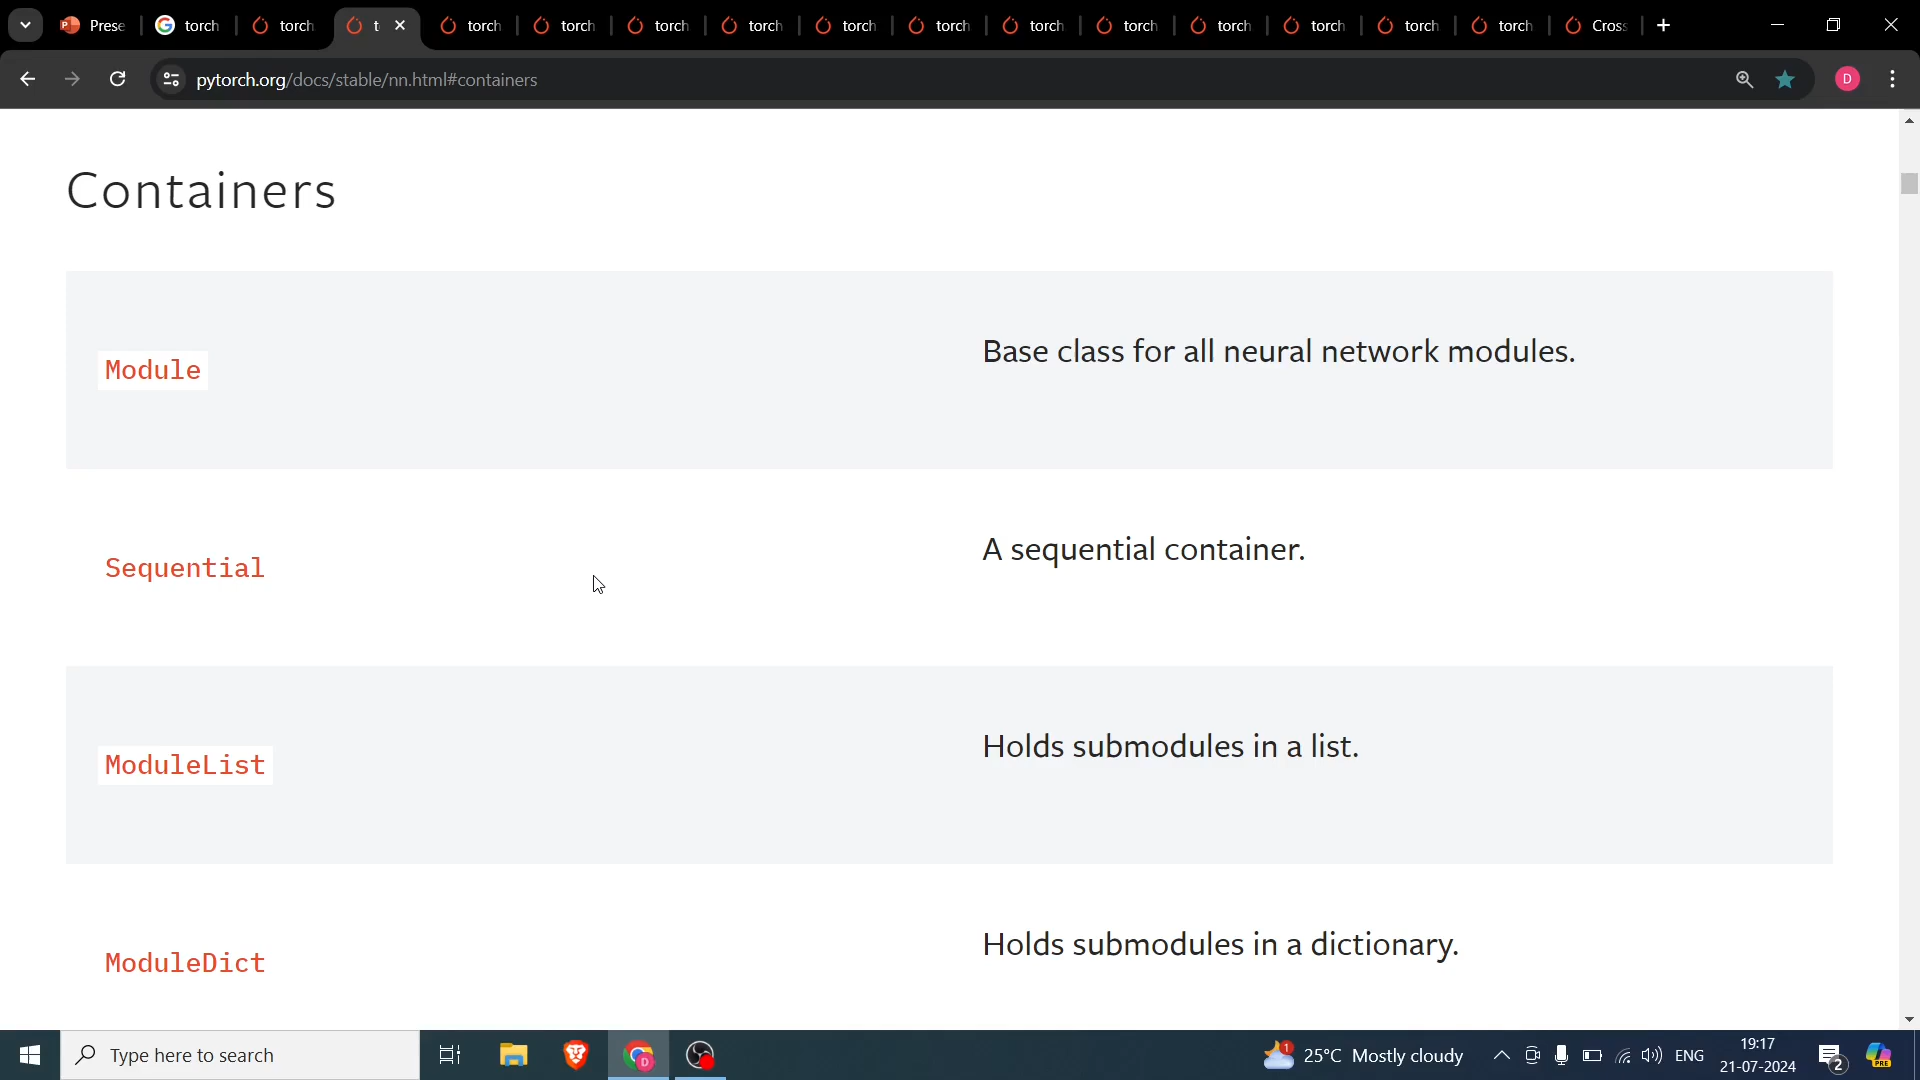 Prese
torch
torch
t
torch
torch
torch
torch
torch
torch
torch
torch
torch
torch
torch
torch
Cross
pytorch.org/docs/stable/nn.html#containers
D
Containers
Module
Base class for all neural network modules.
Sequential
A sequential container.
ModuleList
Holds submodules in a list.
ModuleDict
Holds submodules in a dictionary.
Type here to search
1
25°C Mostly cloudy
ENG
19:17
21-07-2024
2
PRE